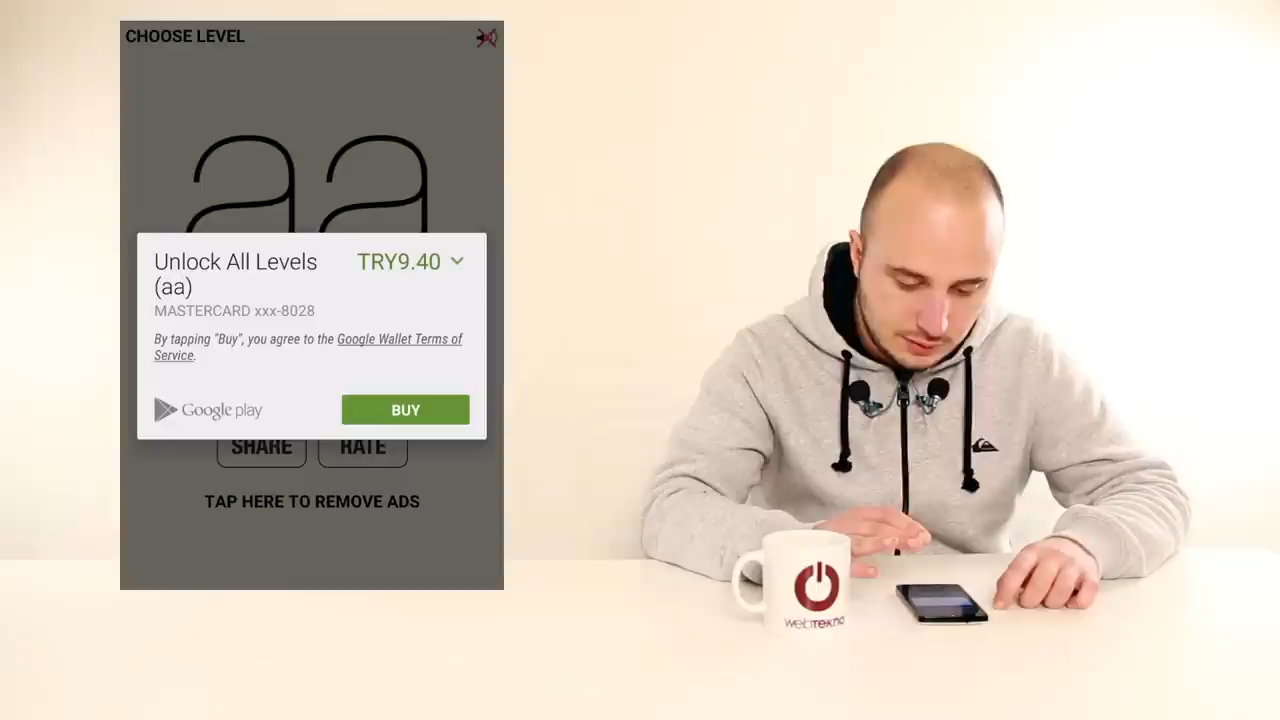 CHOOSE LEVEL
aa
Unlock All Levels
(aa)
TRY9.40
MASTERCARD xxx-8028
By tapping "Buy", you agree to the Google Wallet Terms of
Service.
Google play
BUY
SHARE
RATE
TAP HERE TO REMOVE ADS
webtekno